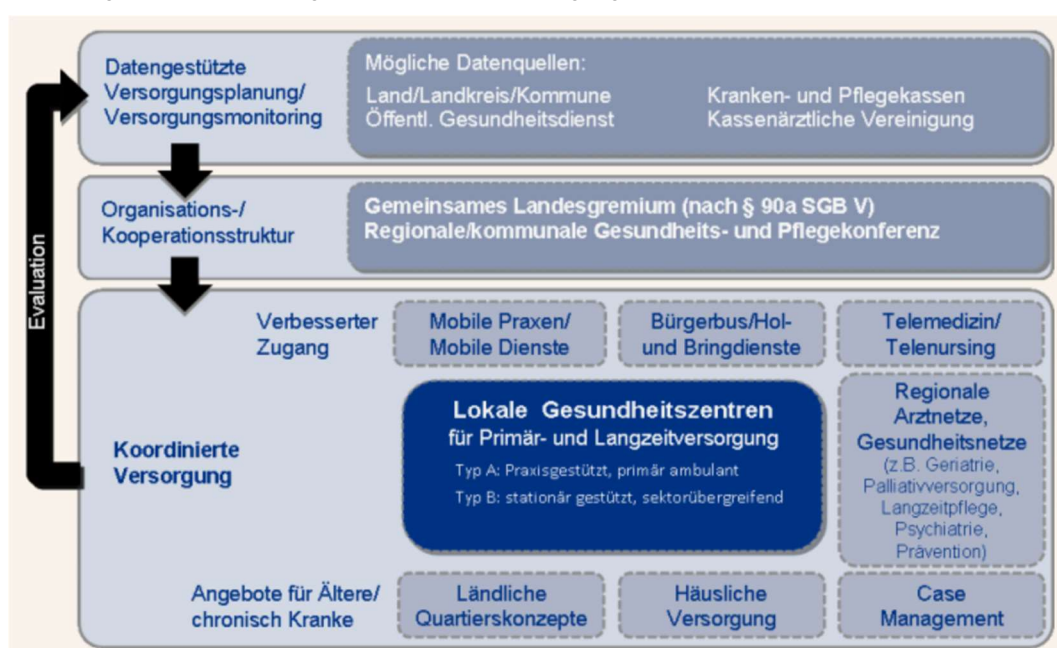 Datengestützte
Versorgungsplanung/
Versorgungsmonitoring
Mögliche Datenquellen:
Land/Landkreis/Kommune
Öffentl. Gesundheitsdienst
Kranken- und Pflegekassen
Kassenärztliche Vereinigung
Organisations-/
Kooperationsstruktur
Gemeinsames Landesgremium (nach § 90a SGB V)
Regionale/kommunale Gesundheits- und Pflegekonferenz
Evaluation
Koordinierte
Versorgung
Verbesserter
Zugang
Mobile Praxen/
Mobile Dienste
Bürgerbus/Hol-
und Bringdienste
Telemedizin/
Telenursing
Lokale Gesundheitszentren
für Primär- und Langzeitversorgung
Typ A: Praxisgestützt, primär ambulant
Typ B: stationär gestützt, sektorübergreifend
Regionale
Arztnetze,
Gesundheitsnetze
(z.B. Geriatrie,
Palliativversorgung,
Langzeitpflege,
Psychiatrie,
Prävention)
Angebote für Ältere/
chronisch Kranke
Ländliche
Quartierskonzepte
Häusliche
Versorgung
Case
Management